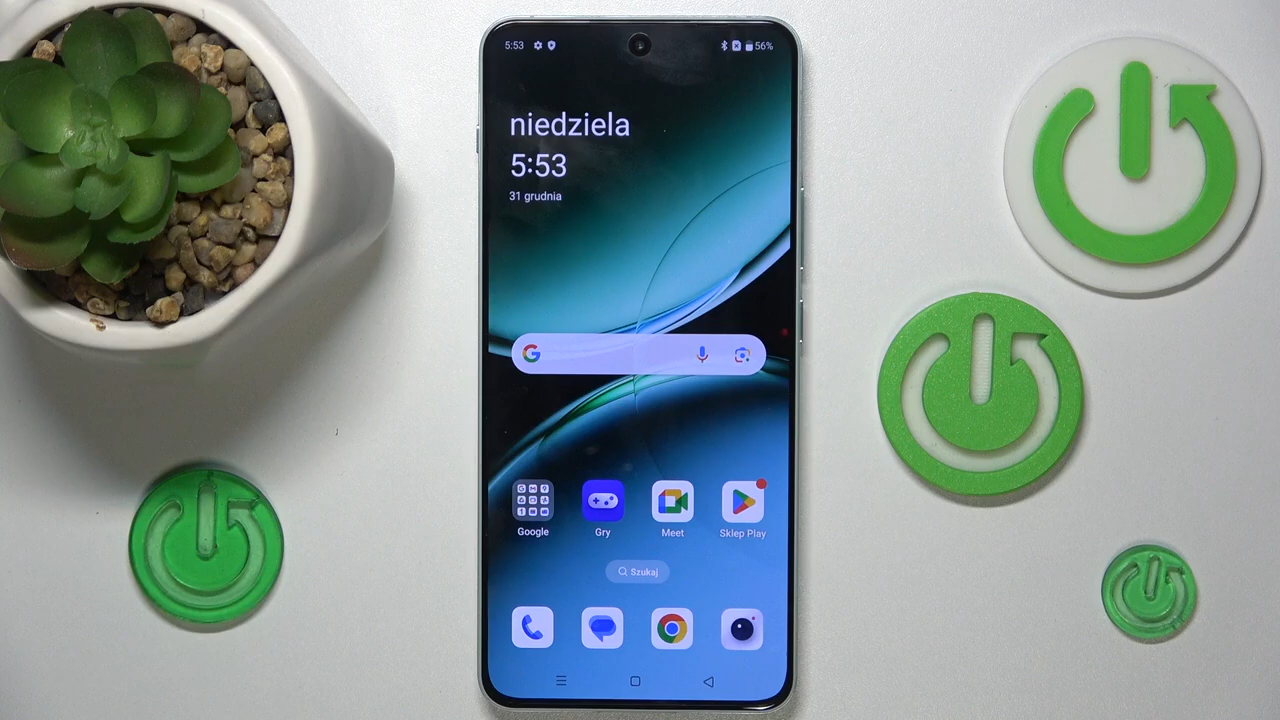 5:53
56%
niedziela
5:53
31 grudnia
Google
Gry
Meet
Sklep Play
Szukaj